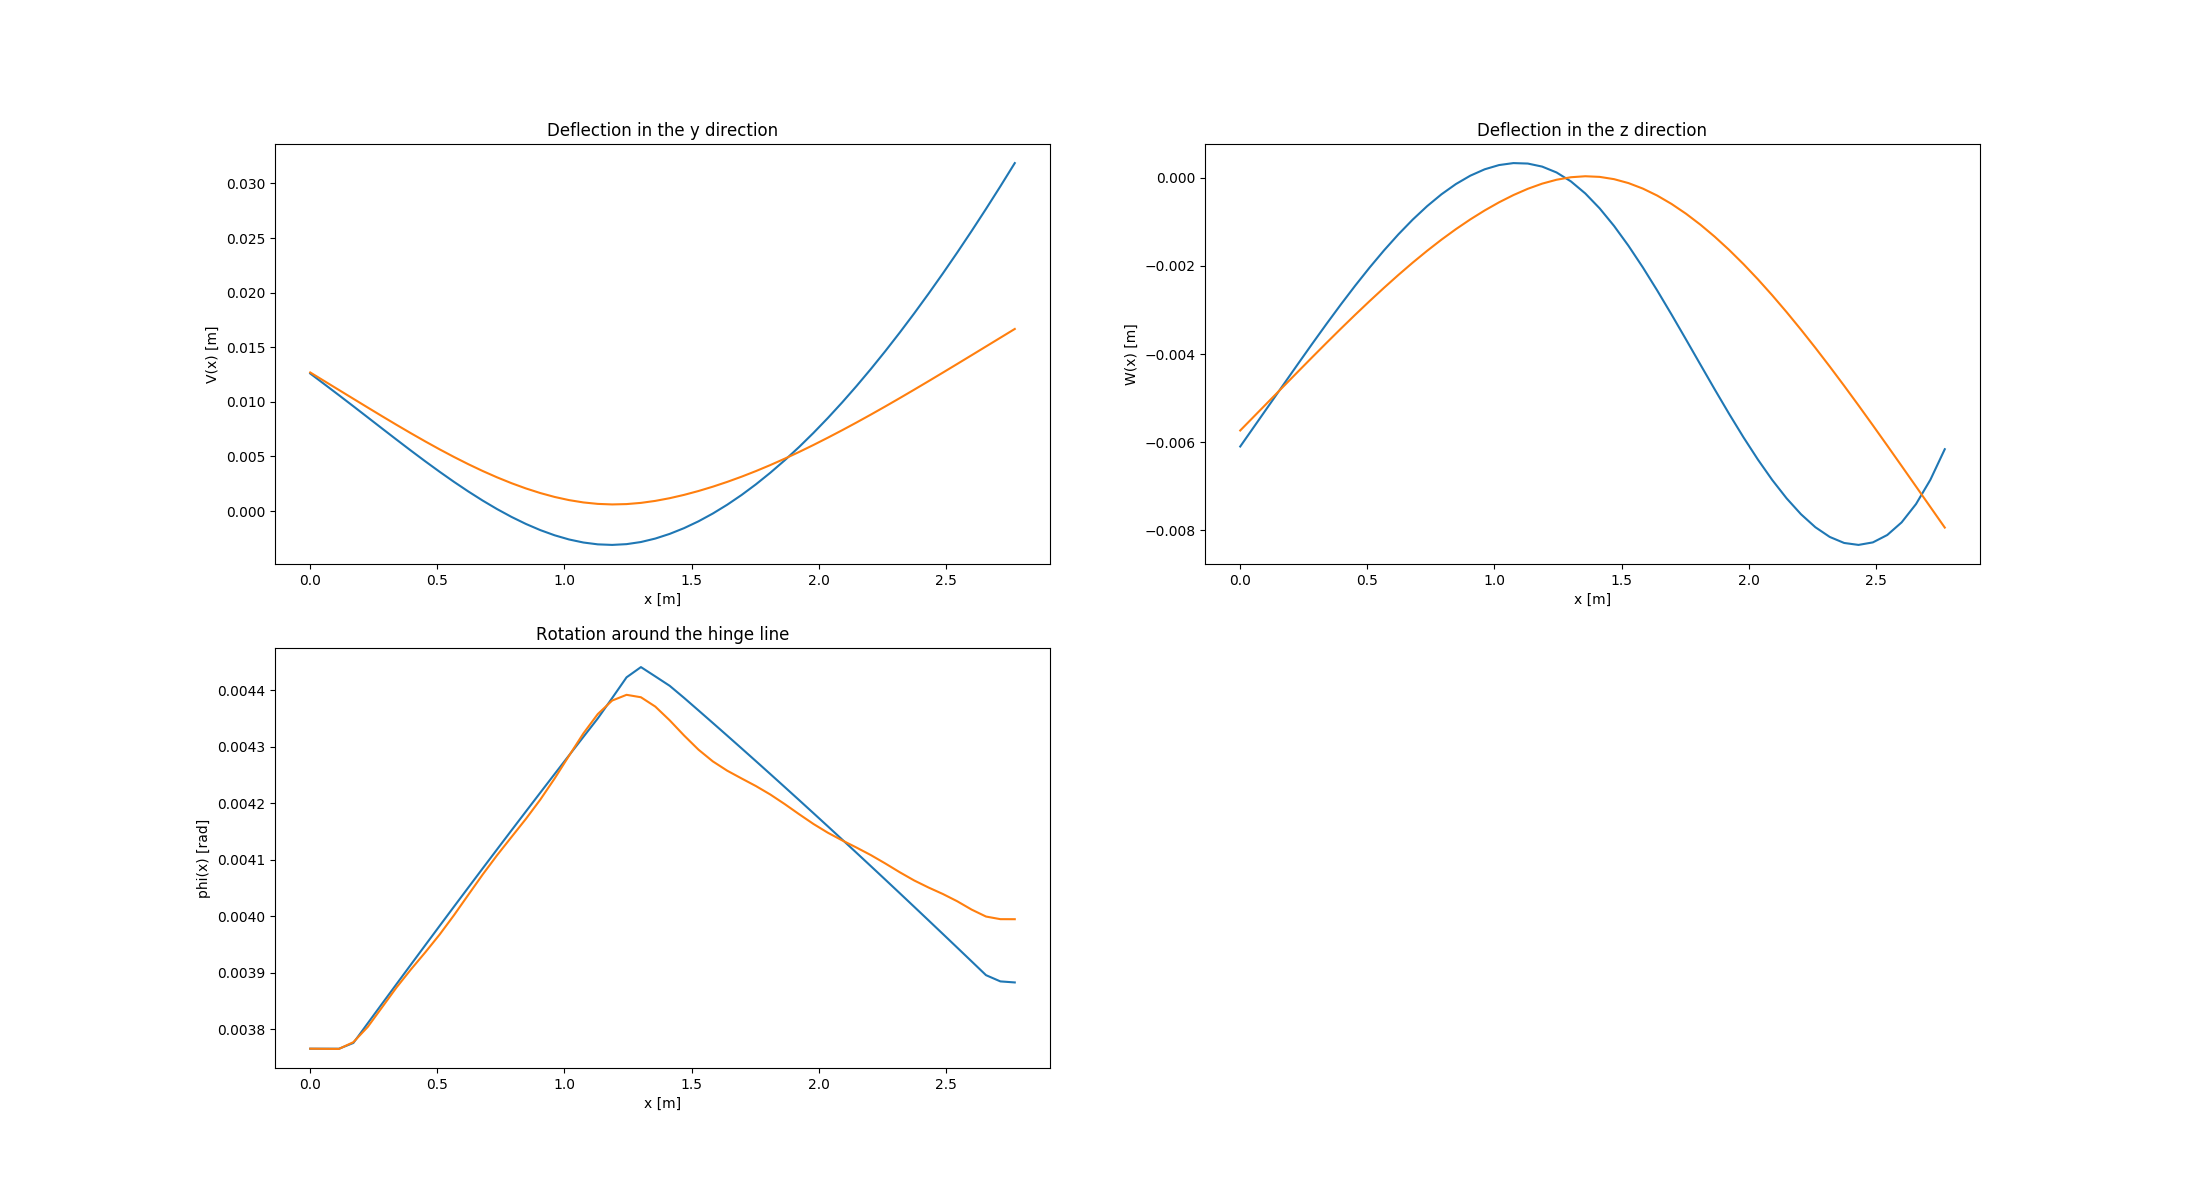 Deflection in the y direction
0.030
0.025
0.020
0.015
0.010
0.005
0.000
V(x) [m]
0.0 0.5 1.0 1.5 2.0 2.5
x [m]
Deflection in the z direction
0.000
−0.002
−0.004
−0.006
−0.008
W(x) [m]
0.0 0.5 1.0 1.5 2.0 2.5
x [m]
Rotation around the hinge line
0.0044
0.0043
0.0042
0.0041
0.0040
0.0039
0.0038
phi(x) [rad]
0.0 0.5 1.0 1.5 2.0 2.5
x [m]